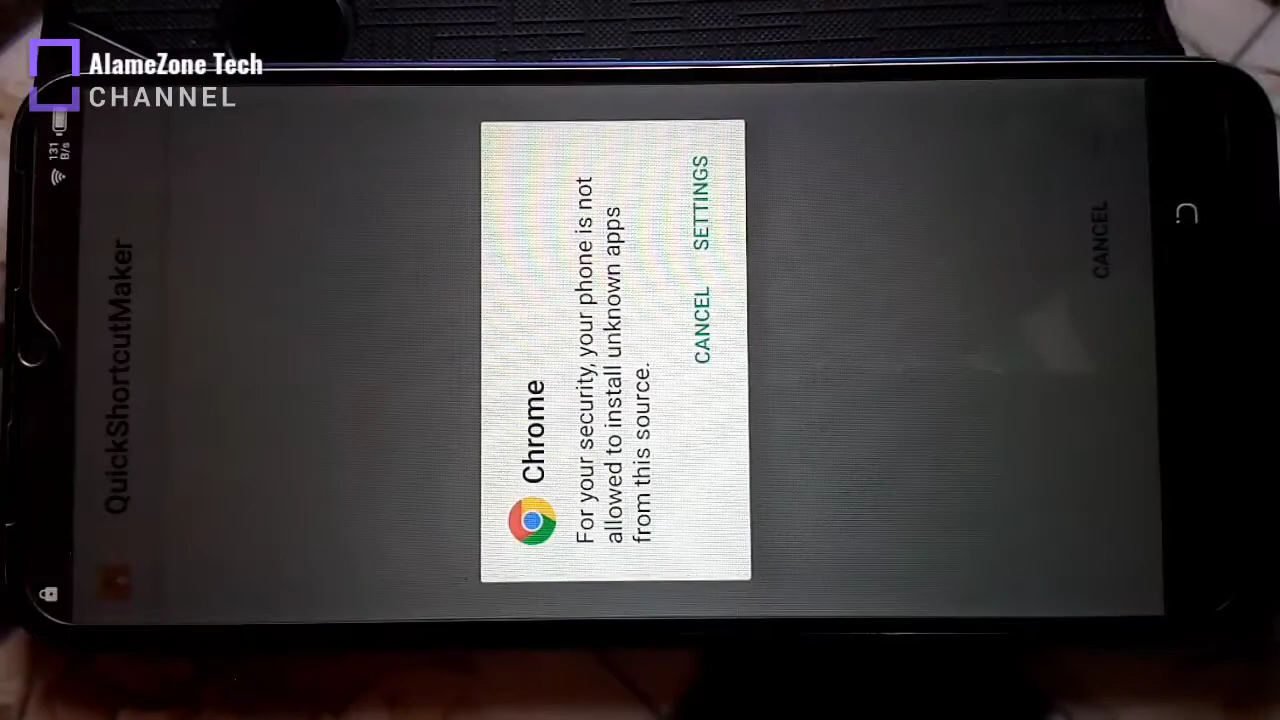 AlameZone Tech
CHANNEL
131
B/s
QuickShortcutMaker
Chrome
For your security, your phone is not
allowed to install unknown apps
from this source.
CANCEL SETTINGS
CANCEL